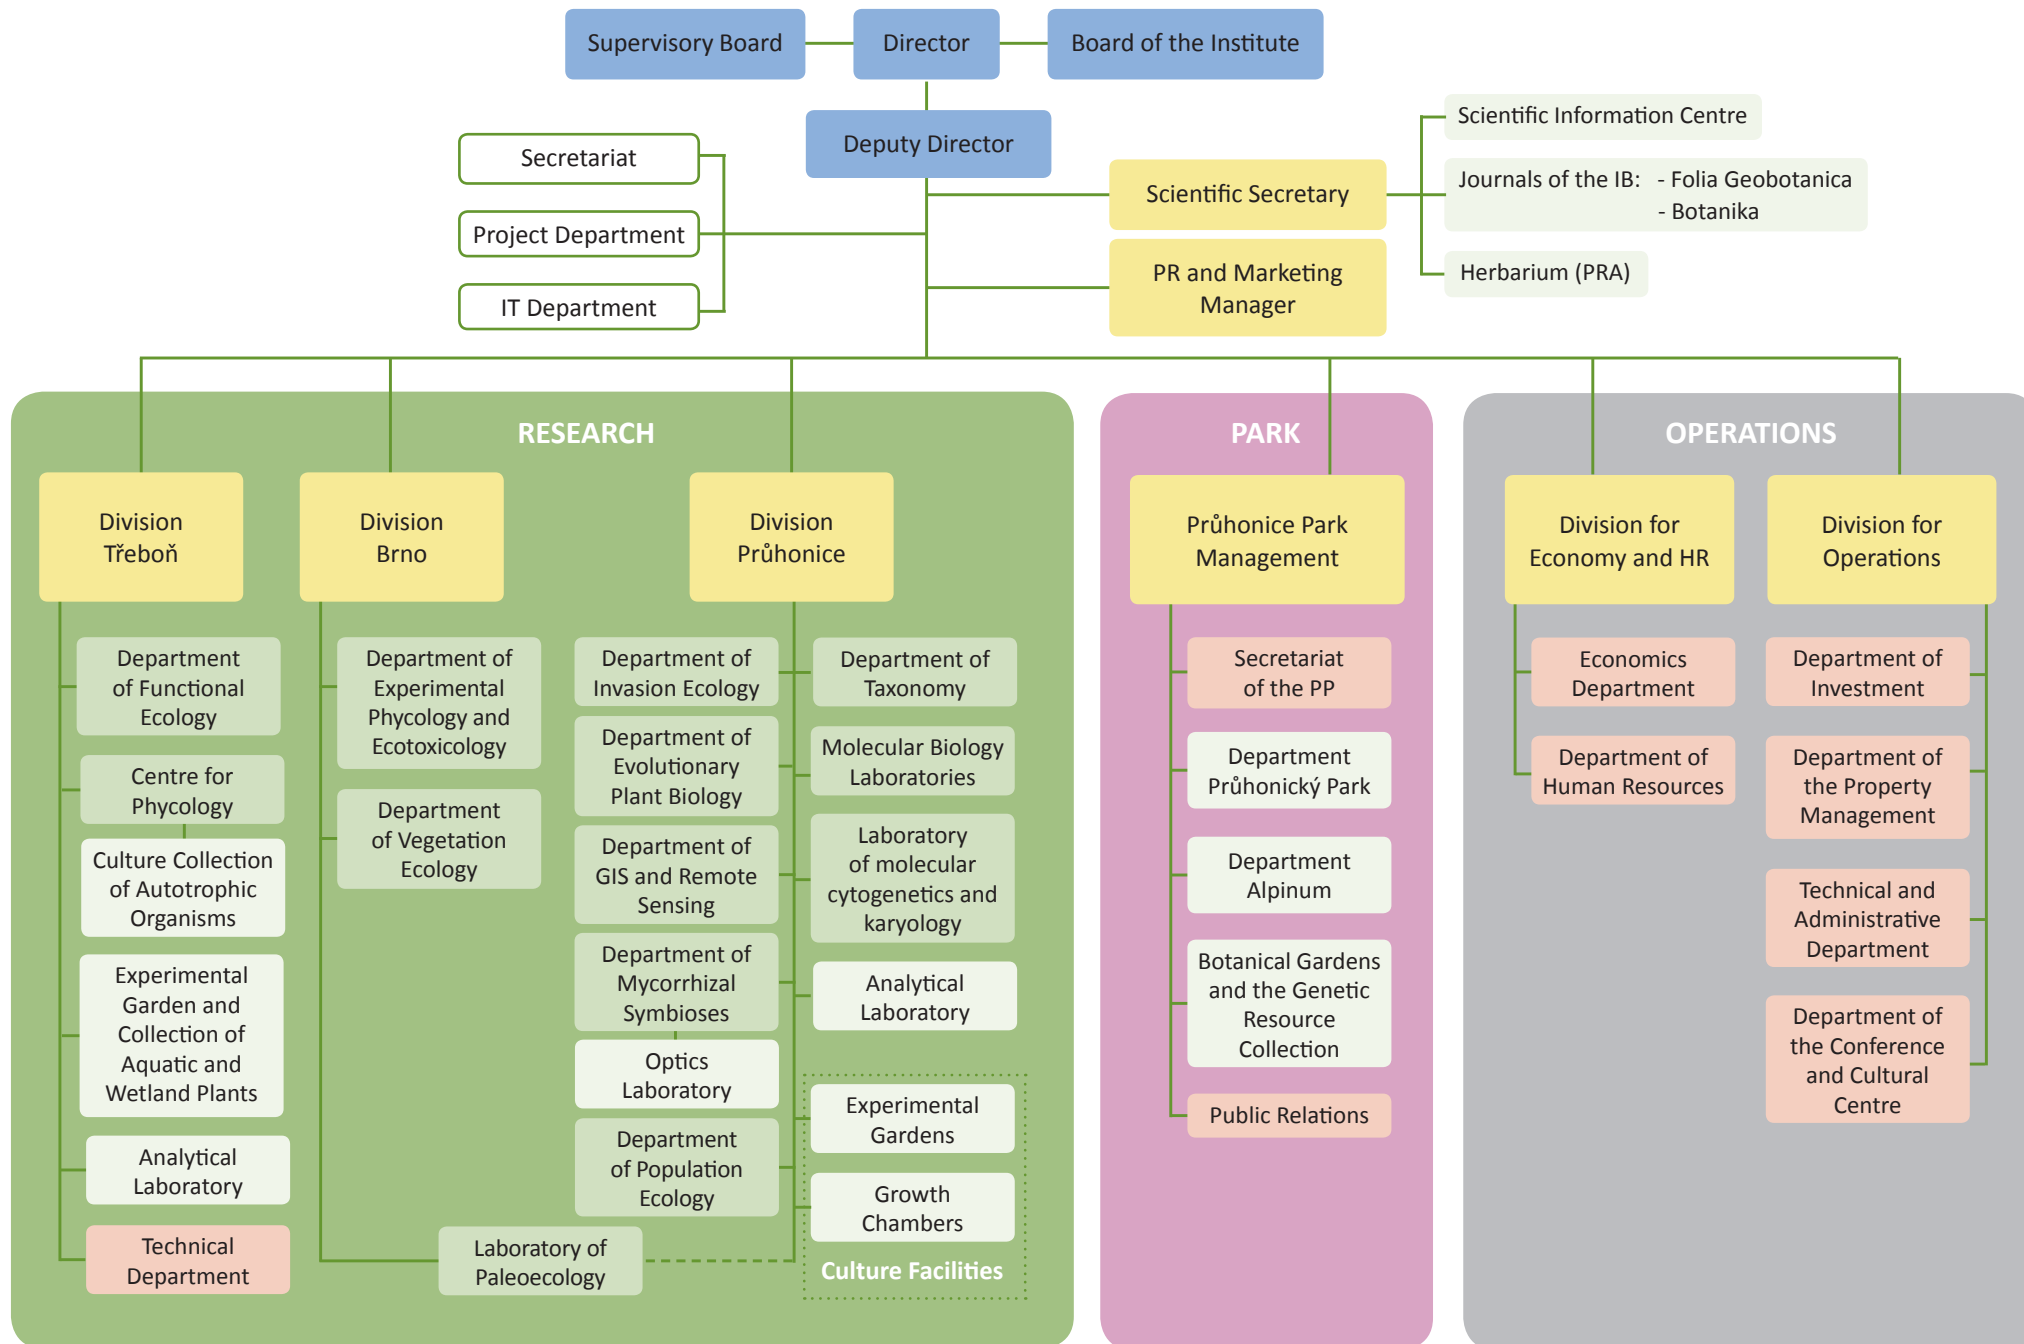 Supervisory Board
Director
Board of the Institute
Deputy Director
Secretariat
Project Department
IT Department
Scientific Secretary
PR and Marketing
Manager
Scientific Information Centre
Journals of the IB: - Folia Geobotanica
- Botanika
Herbarium (PRA)
RESEARCH
Division
Třeboň
Department
of Functional
Ecology
Centre for
Phycology
Culture Collection
of Autotrophic
Organisms
Experimental
Garden and
Collection of
Aquatic and
Wetland Plants
Analytical
Laboratory
Technical
Department
Division
Brno
Department of
Experimental
Phycology and
Ecotoxicology
Department
of Vegetation
Ecology
Laboratory of
Paleoecology
Division
Průhonice
Department of
Invasion Ecology
Department of
Evolutionary
Plant Biology
Department of
GIS and Remote
Sensing
Department of
Mycorrhizal
Symbioses
Optics
Laboratory
Department
of Population
Ecology
Department of
Taxonomy
Molecular Biology
Laboratories
Laboratory
of molecular
cytogenetics and
karyology
Analytical
Laboratory
Experimental
Gardens
Growth
Chambers
Culture Facilities
PARK
Průhonice Park
Management
Secretariat
of the PP
Department
Průhonický Park
Department
Alpinum
Botanical Gardens
and the Genetic
Resource
Collection
Public Relations
OPERATIONS
Division for
Economy and HR
Economics
Department
Department of
Human Resources
Division for
Operations
Department of
Investment
Department of
the Property
Management
Technical and
Administrative
Department
Department of
the Conference
and Cultural
Centre